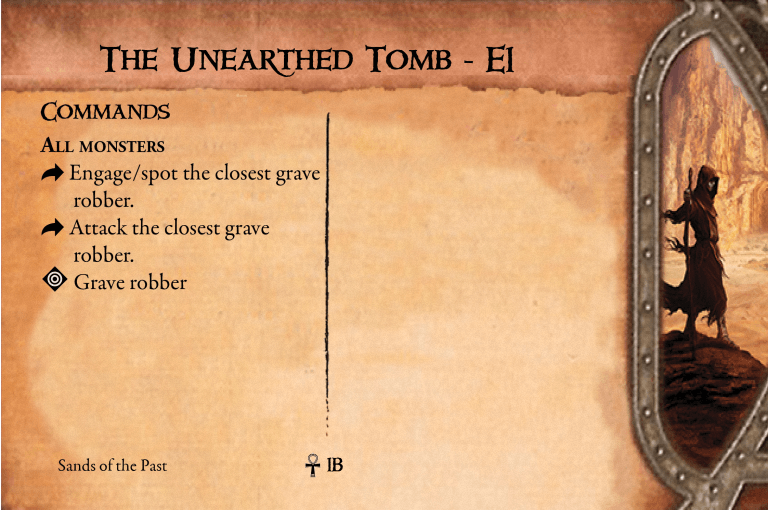 The Unearthed Tomb - E1
Commands
All monsters
Engage/spot the closest grave
robber.
Attack the closest grave
robber.
Grave robber
Sands of the Past
1B